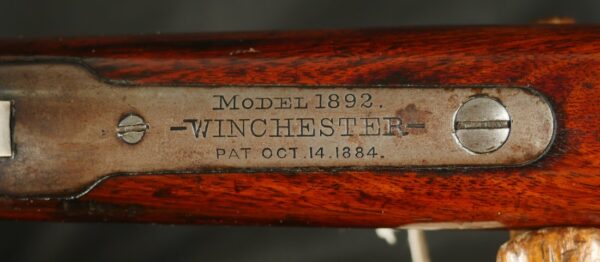 MODEL 1892.
-WINCHESTER-
PAT OCT.14.1884.